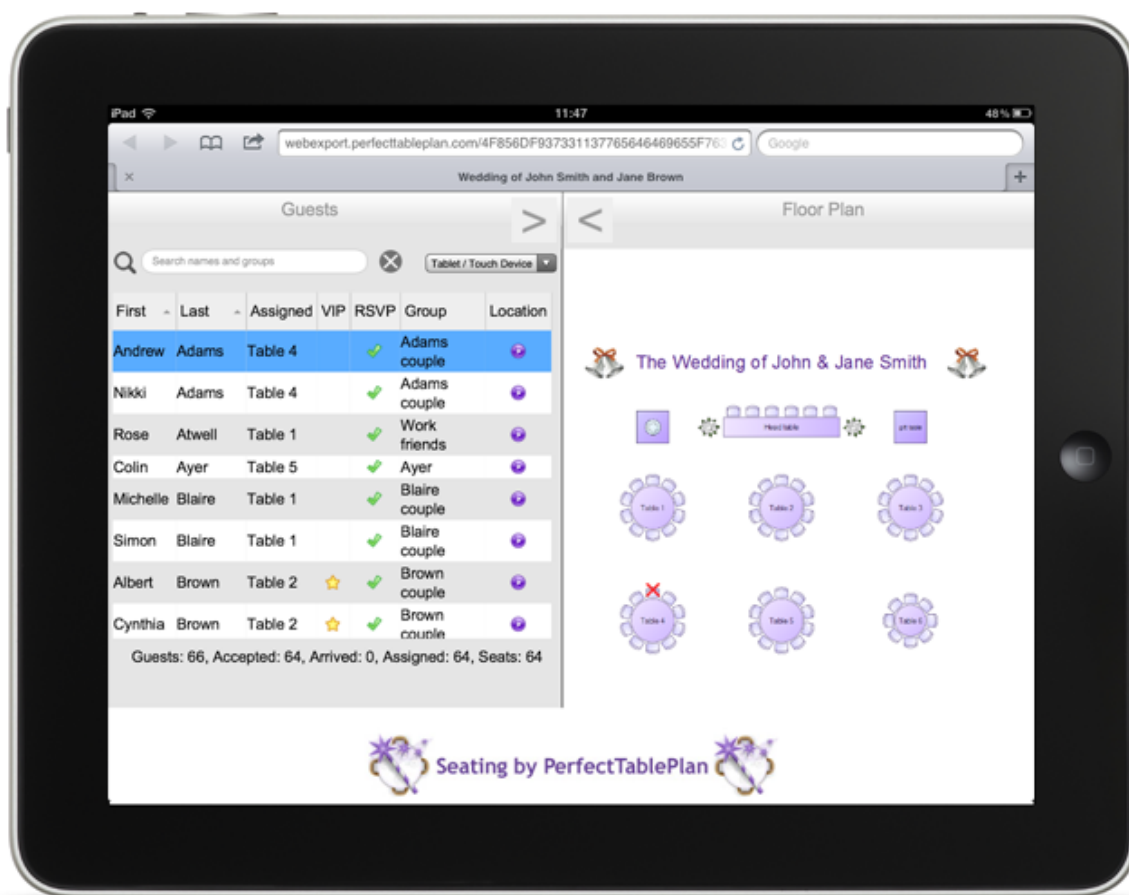 iPad 11:47 48%
webexport.perfecttableplan.com/4F856DF937331137765646469655F763 Google
Wedding of John Smith and Jane Brown
Guests > < Floor Plan
Search names and groups Tablet / Touch Device
First Last Assigned VIP RSVP Group Location
Andrew Adams Table 4 Adams couple
Nikki Adams Table 4 Adams couple
Rose Atwell Table 1 Work friends
Colin Ayer Table 5 Ayer
Michelle Blaire Table 1 Blaire couple
Simon Blaire Table 1 Blaire couple
Albert Brown Table 2 Brown couple
Cynthia Brown Table 2 Brown couple
Guests: 66, Accepted: 64, Arrived: 0, Assigned: 64, Seats: 64
The Wedding of John & Jane Smith
Head table
Table 1 Table 2 Table 3
Table 4 Table 5 Table 6
Seating by PerfectTablePlan